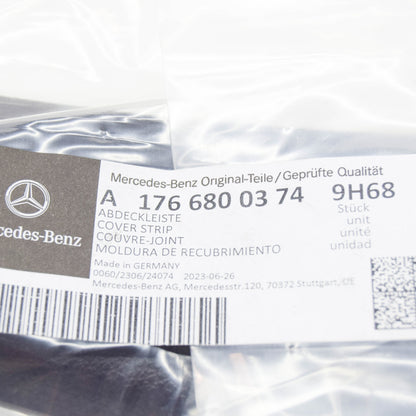 Mercedes-Benz Original-Teile/Geprüfte Qualität
A 176 680 03 74 9H68
ABDECKLEISTE Stück
COVER STRIP unit
COUVRE-JOINT unité
MOLDURA DE RECUBRIMIENTO unidad
Made in GERMANY
0060/2306/24074 2023-06-26
Mercedes-Benz AG, Mercedesstr.120, 70372 Stuttgart,
rcedes-Benz